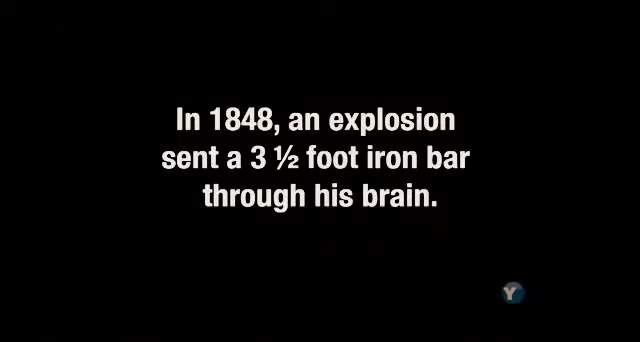 In 1848, an explosion
sent a 3 ½ foot iron bar
through his brain.
Y